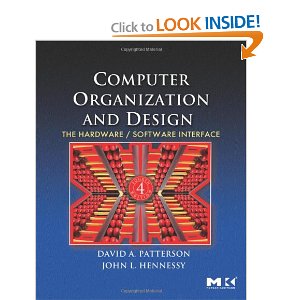 Click to
LOOK INSIDE!
COMPUTER
ORGANIZATION
AND DESIGN
THE HARDWARE / SOFTWARE INTERFACE
4
DAVID A. PATTERSON
JOHN L. HENNESSY
MK